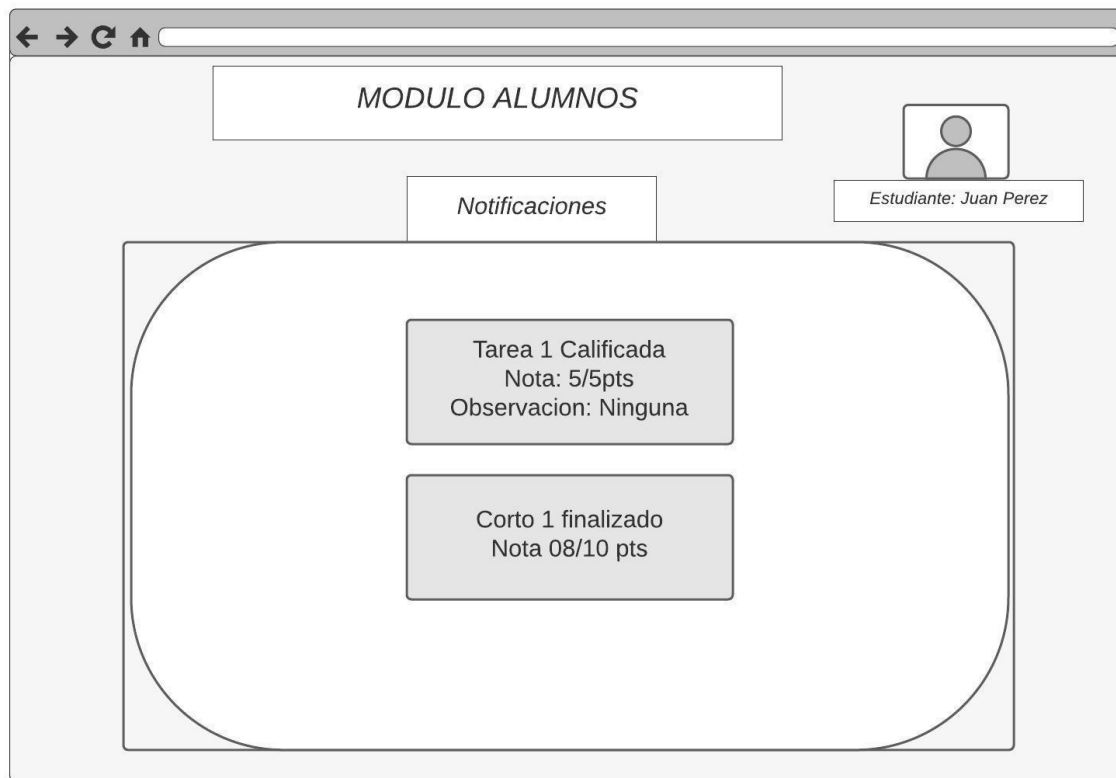 MODULO ALUMNOS
Estudiante: Juan Perez
Notificaciones
Tarea 1 Calificada
Nota: 5/5pts
Observacion: Ninguna
Corto 1 finalizado
Nota 08/10 pts